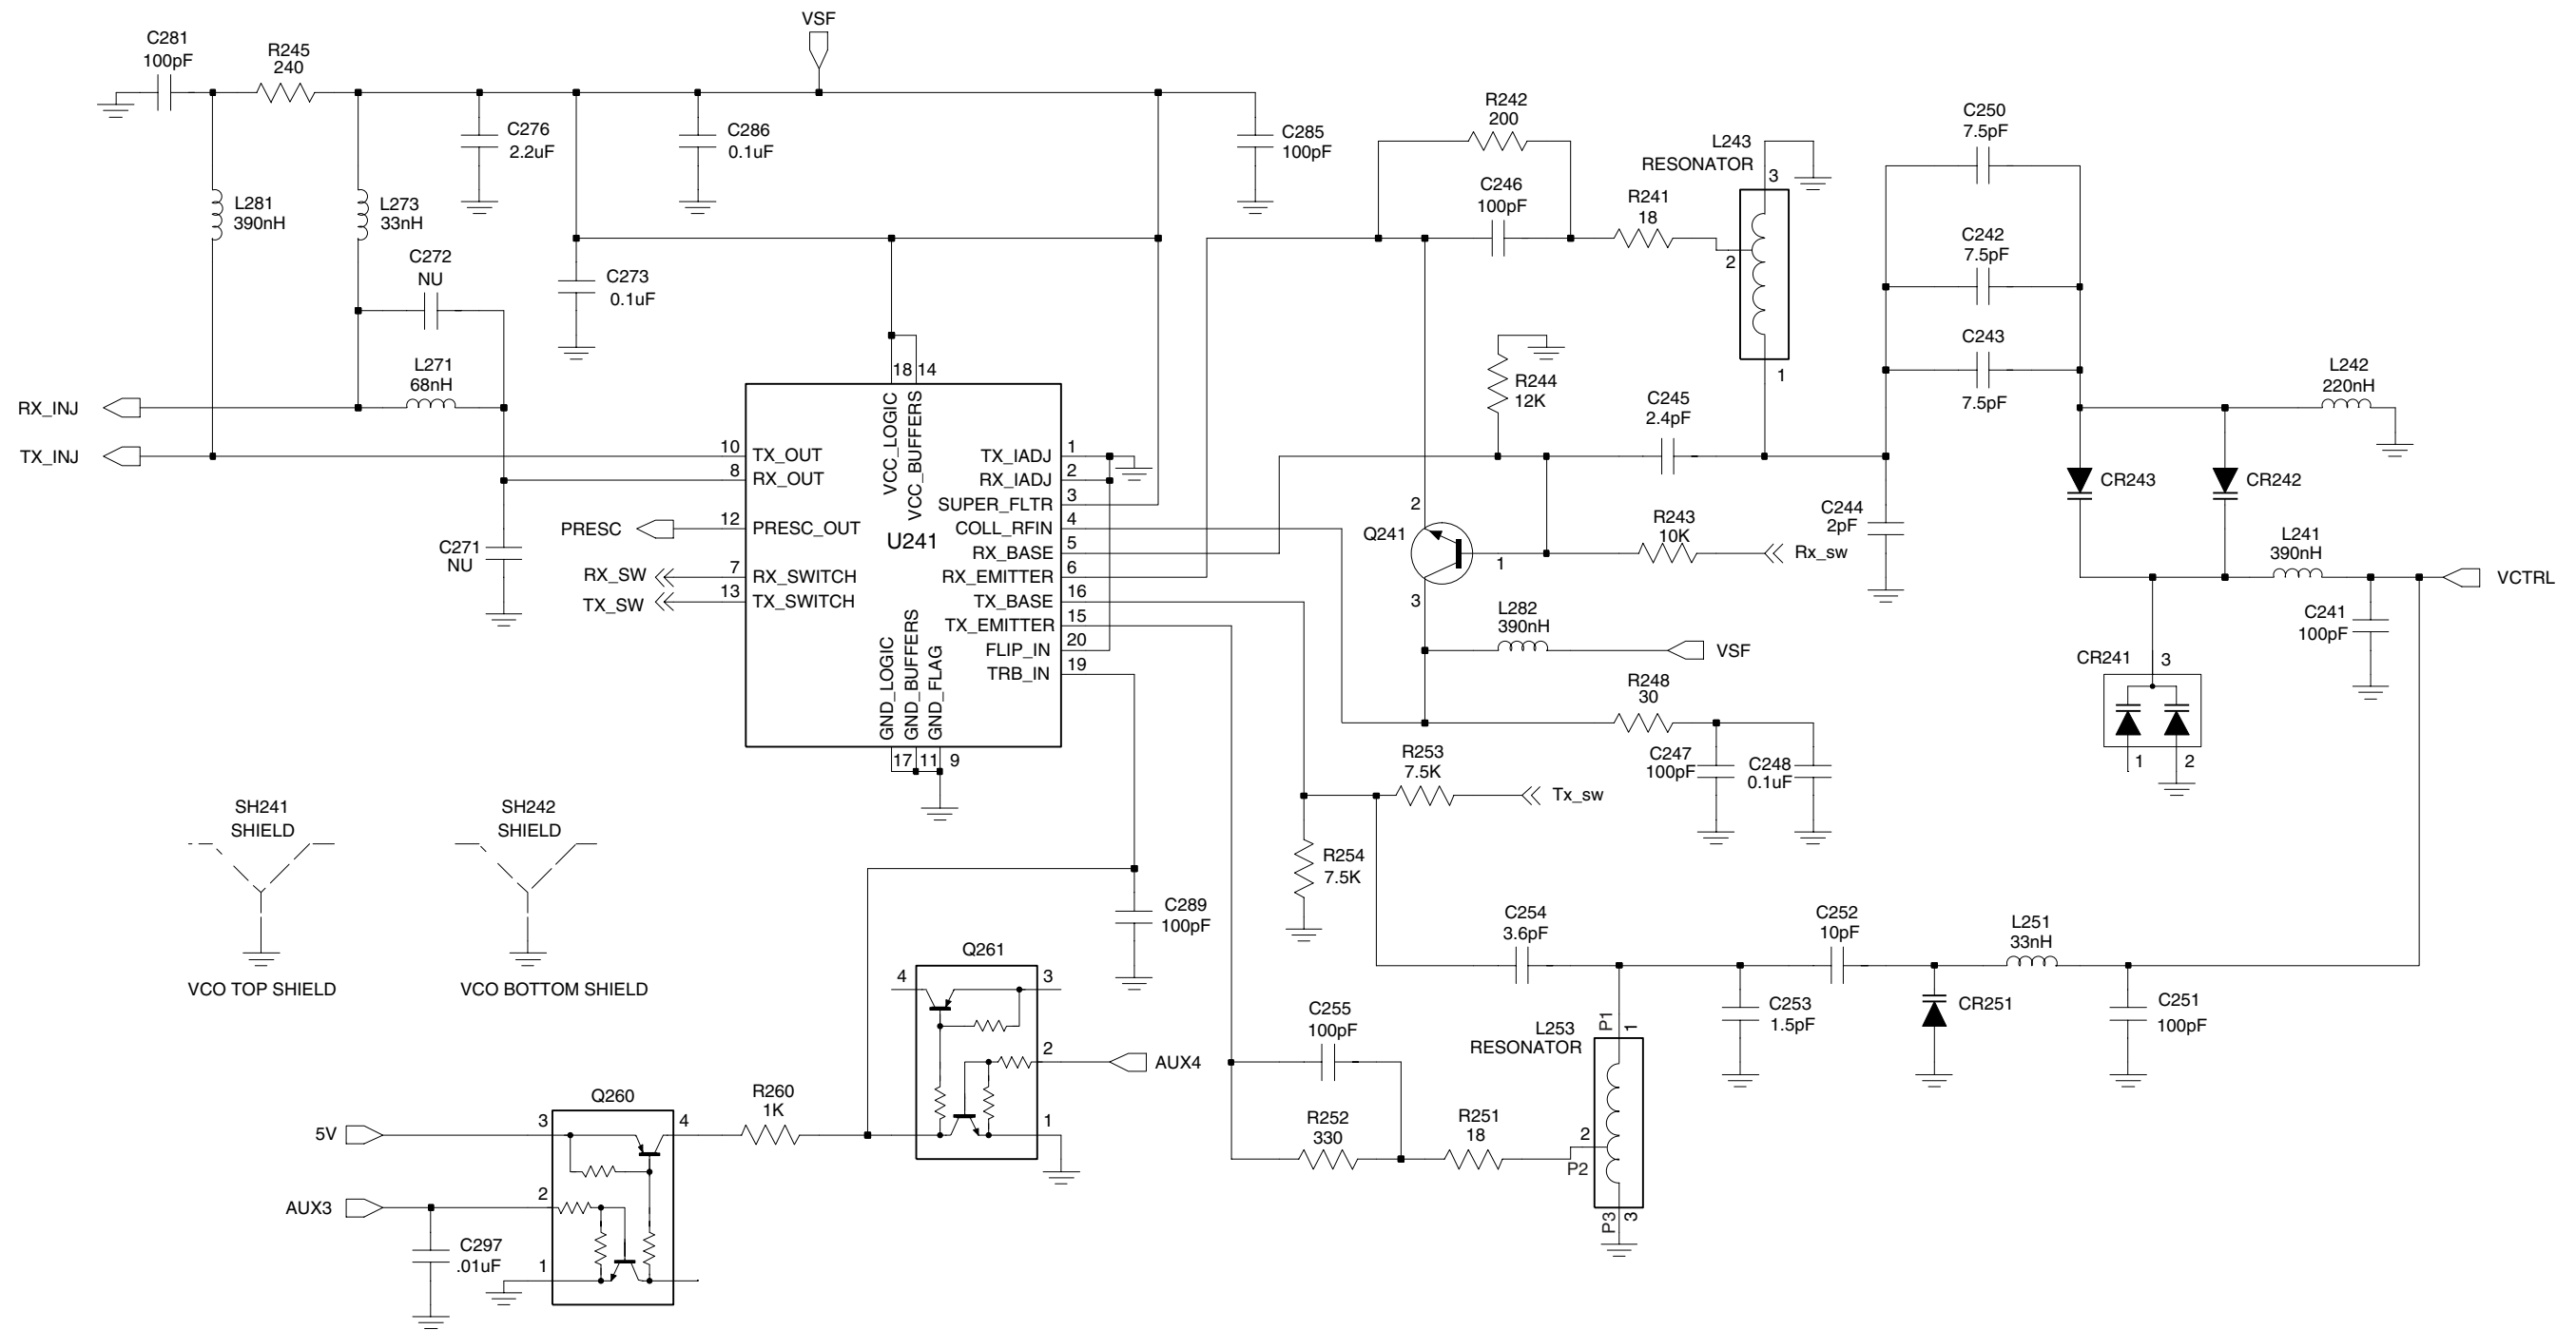 VSF
C281
100pF
R245
240
C276
2.2uF
C286
0.1uF
C285
100pF
L281
390nH
L273
33nH
C272
NU
C273
0.1uF
L271
68nH
RX_INJ
TX_INJ
C271
NU
PRESC
RX_SW
TX_SW
18
14
VCC_LOGIC
VCC_BUFFERS
10
TX_OUT
8
RX_OUT
12
PRESC_OUT
7
RX_SWITCH
13
TX_SWITCH
U241
TX_IADJ
1
RX_IADJ
2
SUPER_FLTR
3
COLL_RFIN
4
RX_BASE
5
RX_EMITTER
6
TX_BASE
16
TX_EMITTER
15
FLIP_IN
20
TRB_IN
19
GND_LOGIC
GND_BUFFERS
GND_FLAG
17
11
9
R242
200
C246
100pF
R241
18
L243
RESONATOR
3
2
1
R244
12K
C245
2.4pF
Q241
2
1
3
R243
10K
Rx_sw
C244
2pF
L282
390nH
VSF
R248
30
C247
100pF
C248
0.1uF
C250
7.5pF
C242
7.5pF
C243
7.5pF
L242
220nH
CR243
CR242
L241
390nH
VCTRL
C241
100pF
CR241
3
1
2
R253
7.5K
Tx_sw
R254
7.5K
C254
3.6pF
C252
10pF
L251
33nH
C253
1.5pF
CR251
C251
100pF
L253
RESONATOR
P1
1
2
P2
P3
3
C255
100pF
R252
330
R251
18
C289
100pF
Q261
4
3
2
1
AUX4
R260
1K
Q260
3
4
2
1
5V
AUX3
C297
.01uF
SH241
SHIELD
VCO TOP SHIELD
SH242
SHIELD
VCO BOTTOM SHIELD